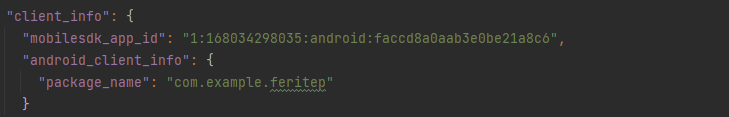 "client_info": {
"mobilesdk_app_id": "1:168034298035:android:faccd8a0aab3e0be21a8c6",
"android_client_info": {
"package_name": "com.example.feritep"
}